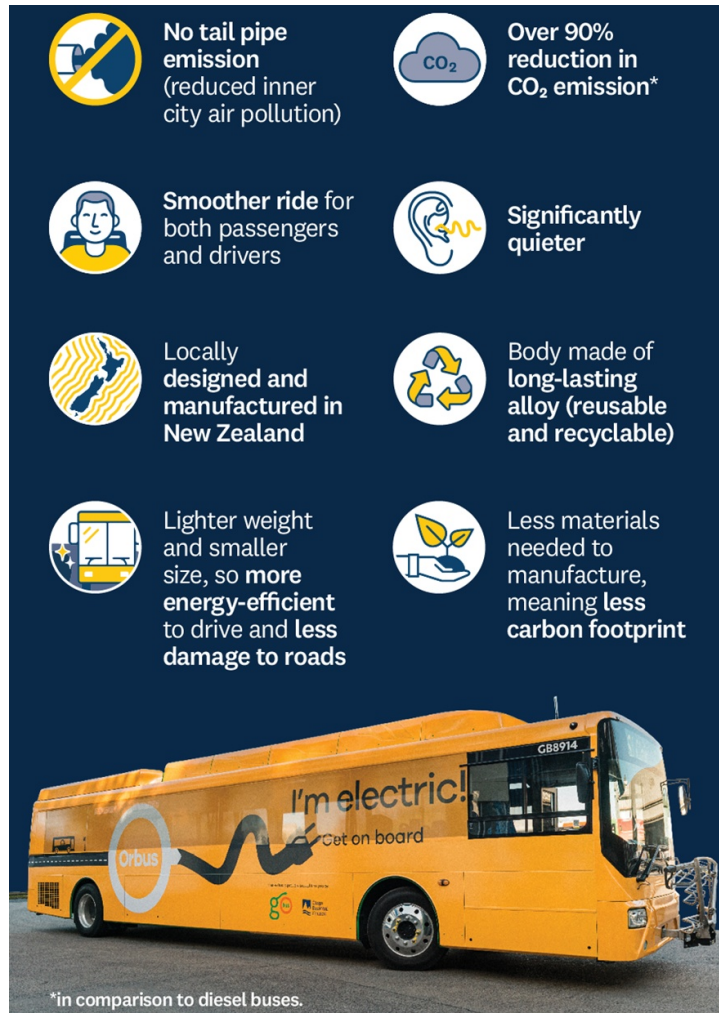 No tail pipe
emission
(reduced inner
city air pollution)
CO₂
Over 90%
reduction in
CO₂ emission*
Smoother ride for
both passengers
and drivers
Significantly
quieter
Locally
designed and
manufactured in
New Zealand
Body made of
long-lasting
alloy (reusable
and recyclable)
Lighter weight
and smaller
size, so more
energy-efficient
to drive and less
damage to roads
Less materials
needed to
manufacture,
meaning less
carbon footprint
GB8914
I'm electric!
Get on board
Orbus
*in comparison to diesel buses.